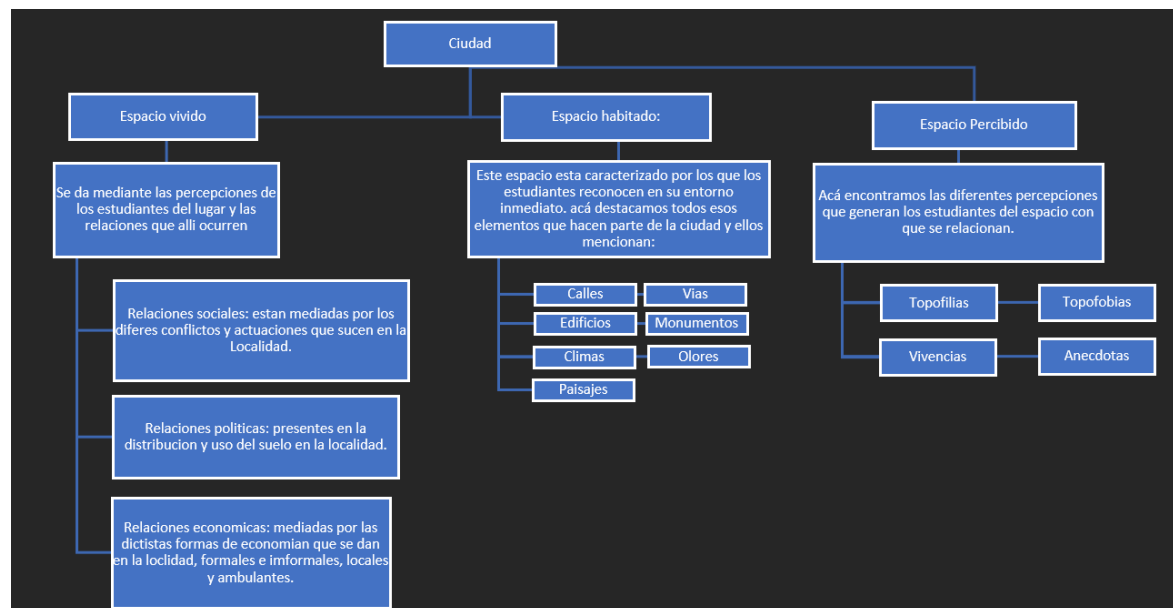 Ciudad
Espacio vivido
Se da mediante las percepciones de
los estudiantes del lugar y las
relaciones que alli ocurren
Relaciones sociales: estan mediadas por los
diferes conflictos y actuaciones que sucen en la
Localidad.
Relaciones politicas: presentes en la
distribucion y uso del suelo en la localidad.
Relaciones economicas: mediadas por las
dictistas formas de economian que se dan
en la loclidad, formales e imformales, locales
y ambulantes.
Espacio habitado:
Este espacio esta caracterizado por los que los
estudiantes reconocen en su entorno
inmediato. acá destacamos todos esos
elementos que hacen parte de la ciudad y ellos
mencionan:
Calles
Vias
Edificios
Monumentos
Climas
Olores
Paisajes
Espacio Percibido
Acá encontramos las diferentes percepciones
que generan los estudiantes del espacio con
que se relacionan.
Topofilias
Topofobias
Vivencias
Anecdotas